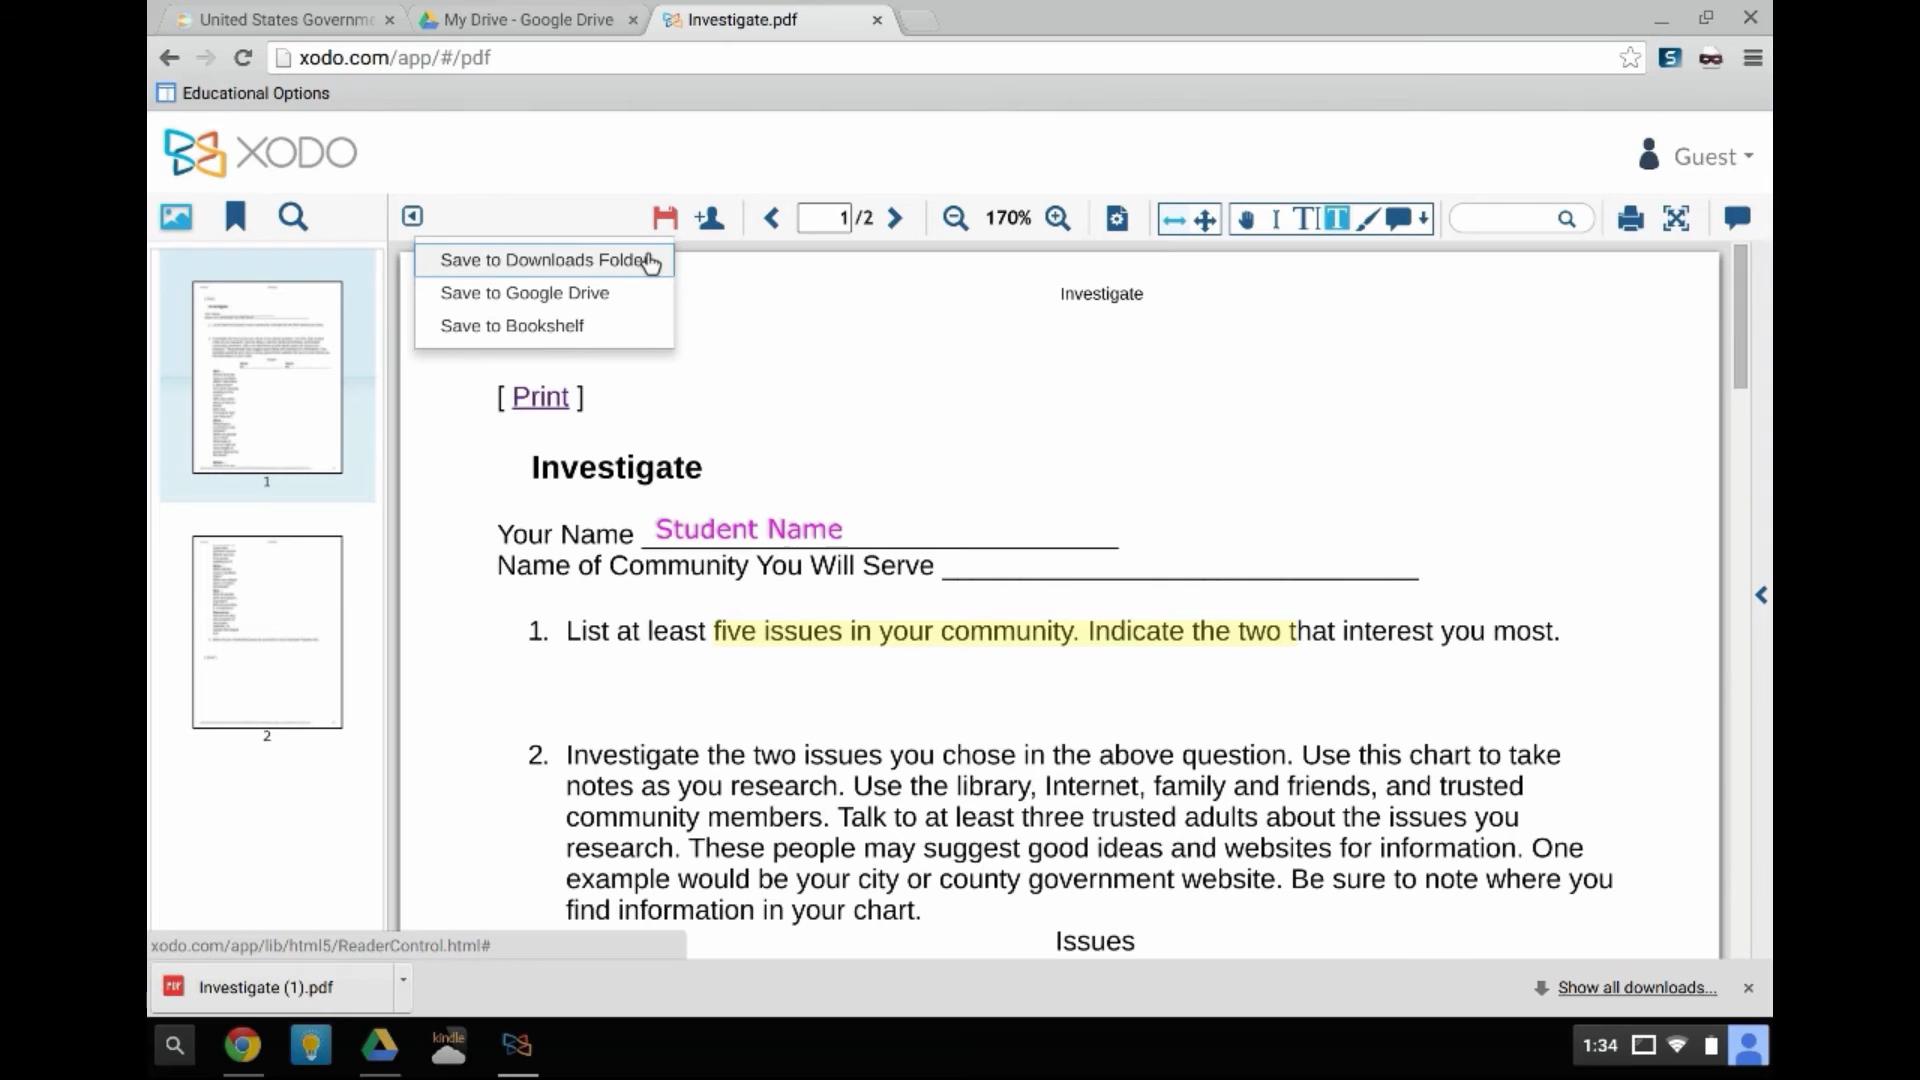 United States Governme
My Drive - Google Drive
Investigate.pdf
xodo.com/app/#/pdf
Educational Options
XODO
Guest
1 /2
170%
Save to Downloads Folder
Save to Google Drive
Save to Bookshelf
Investigate
[ Print ]
Investigate
Your Name Student Name
Name of Community You Will Serve
1. List at least five issues in your community. Indicate the two that interest you most.
2. Investigate the two issues you chose in the above question. Use this chart to take
notes as you research. Use the library, Internet, family and friends, and trusted
community members. Talk to at least three trusted adults about the issues you
research. These people may suggest good ideas and websites for information. One
example would be your city or county government website. Be sure to note where you
find information in your chart.
Issues
1
2
xodo.com/app/lib/html5/ReaderControl.html#
Investigate (1).pdf
Show all downloads...
kindle
1:34